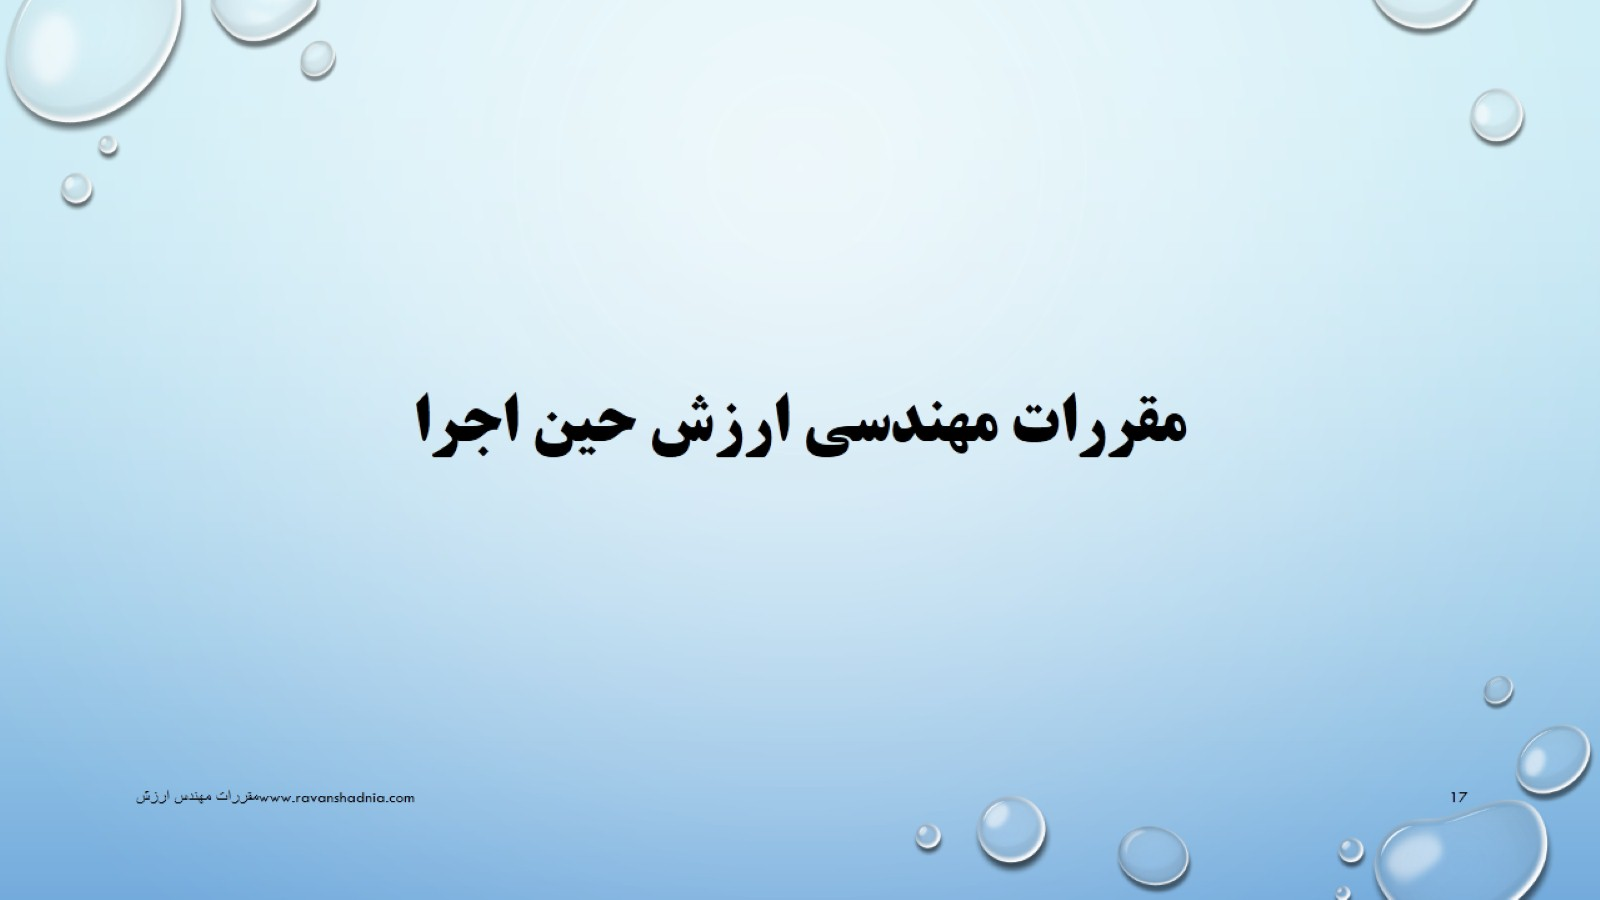 مقررات مهندسی ارزش حین اجرا
مقررات مهندس ارزشwww.ravanshadnia.com
17